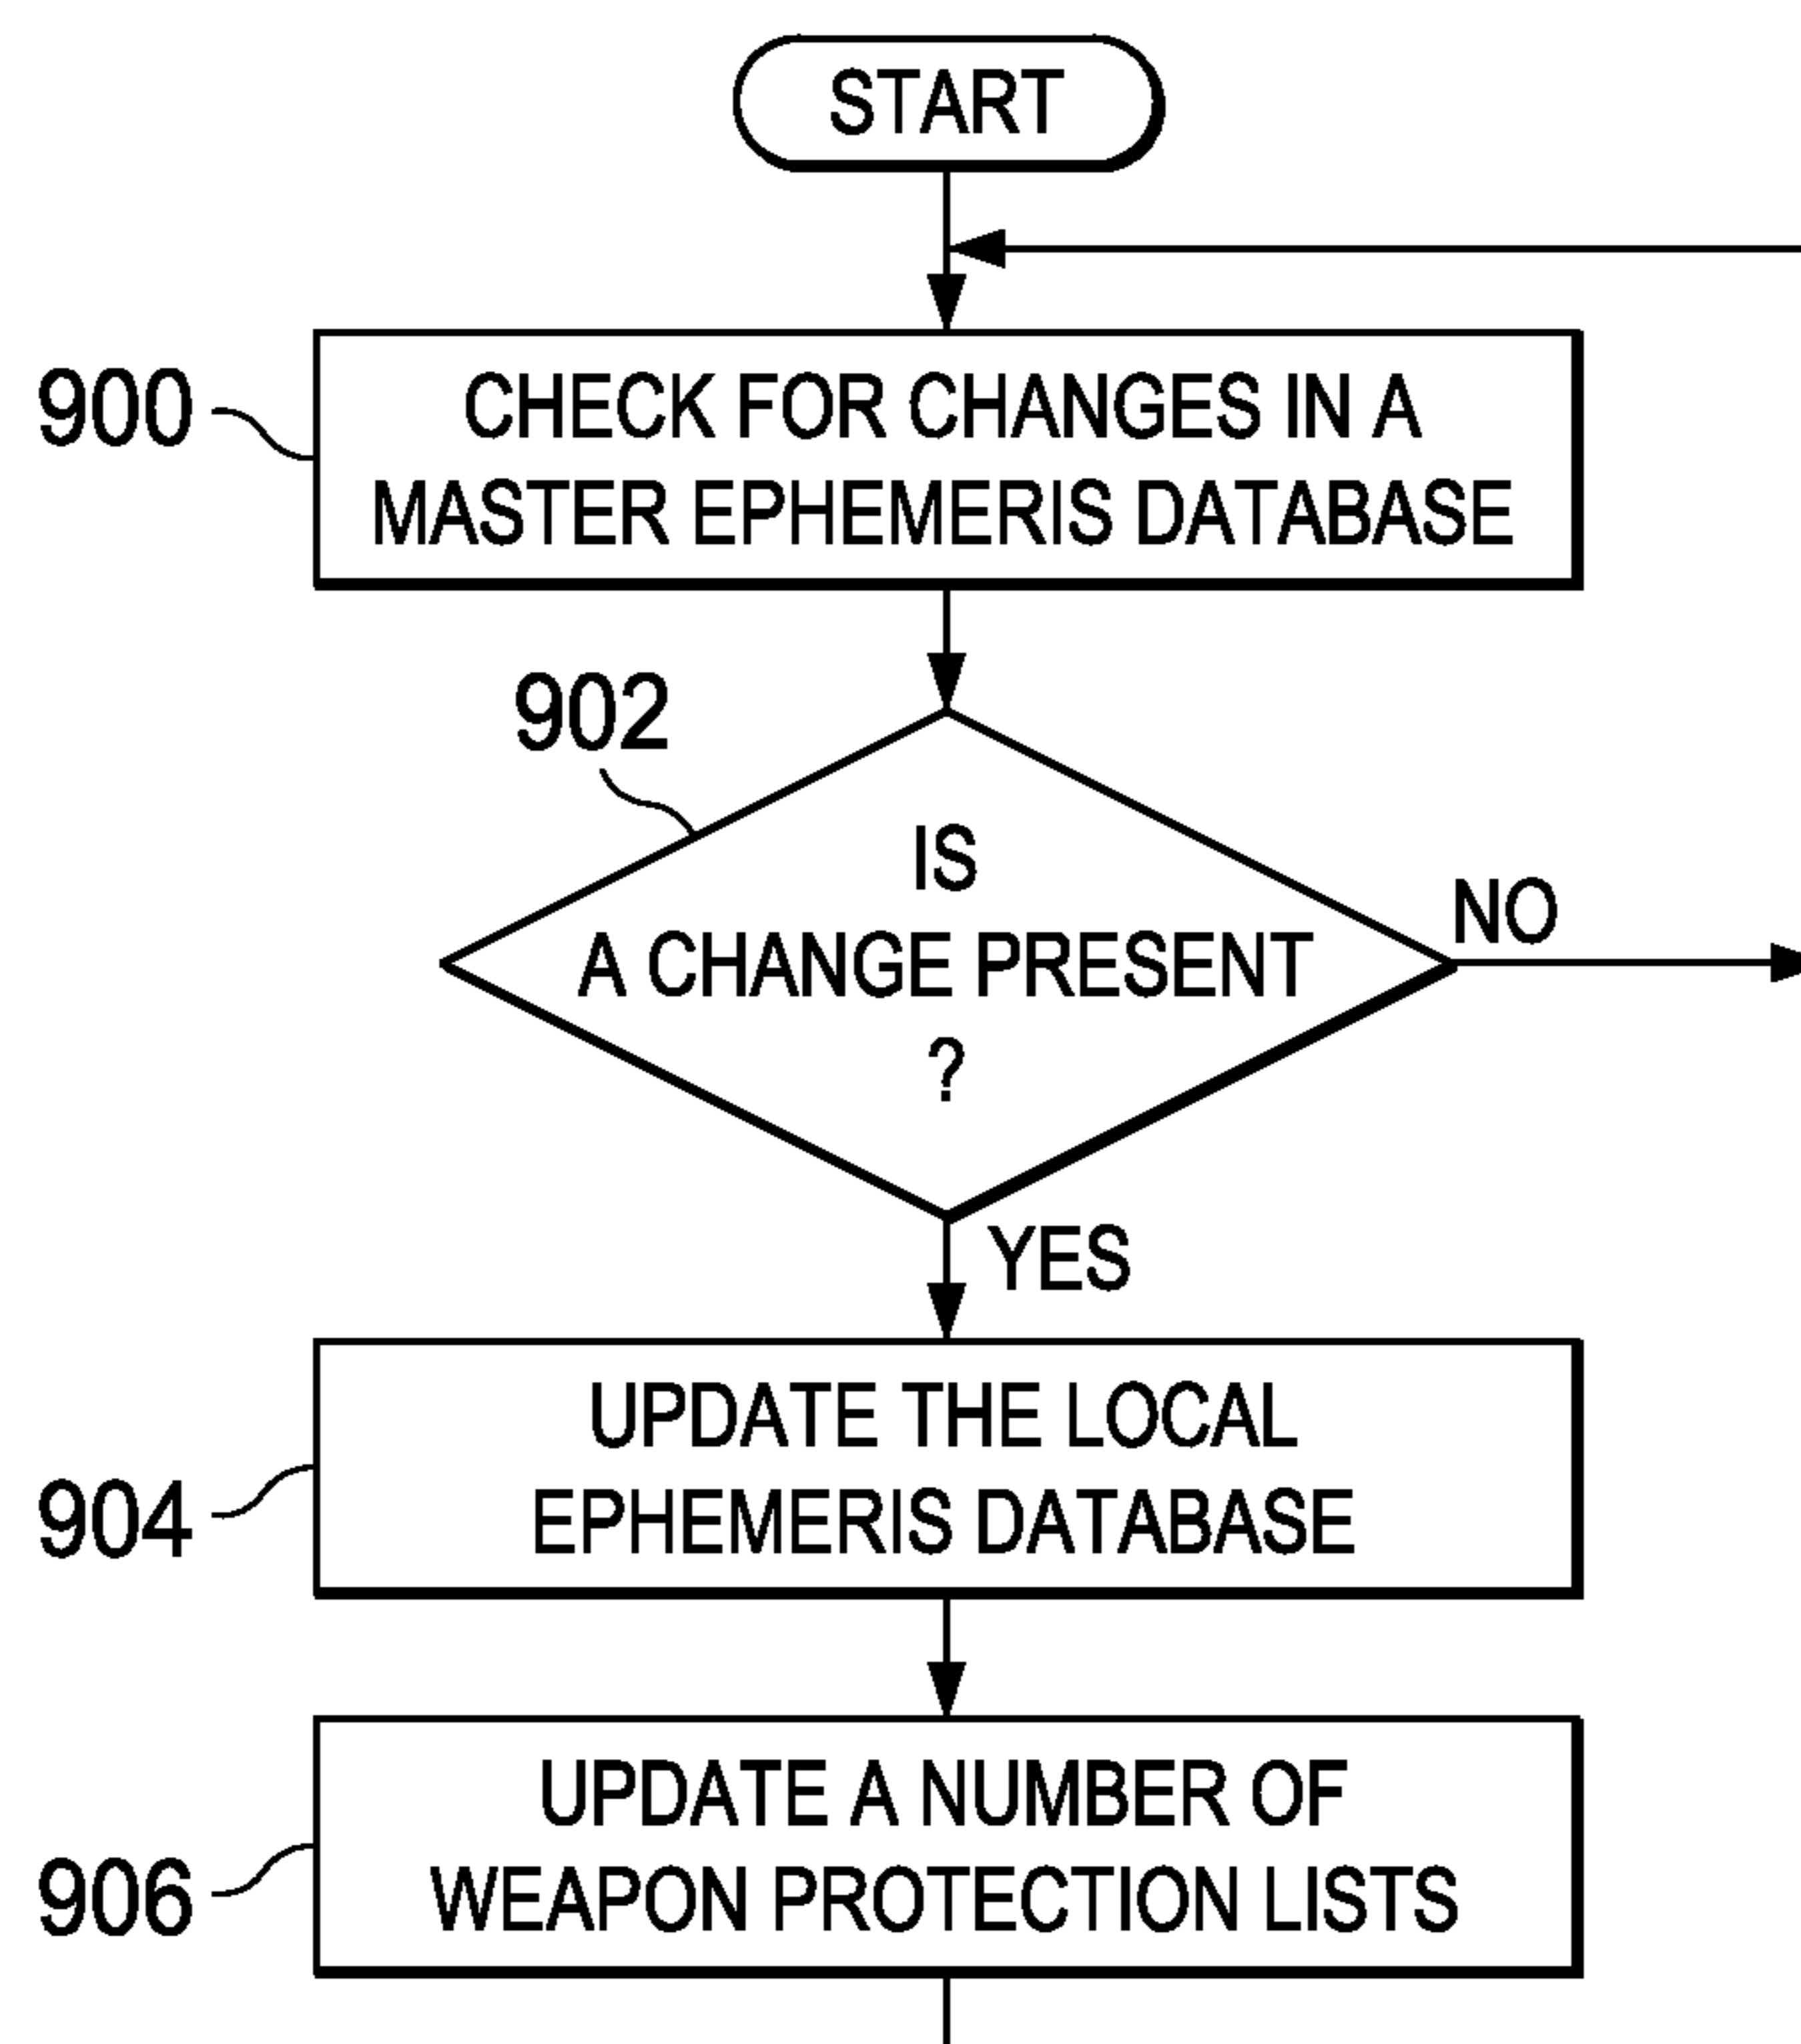 START
900
CHECK FOR CHANGES IN A
MASTER EPHEMERIS DATABASE
902
IS
A CHANGE PRESENT
?
NO
YES
904
UPDATE THE LOCAL
EPHEMERIS DATABASE
906
UPDATE A NUMBER OF
WEAPON PROTECTION LISTS